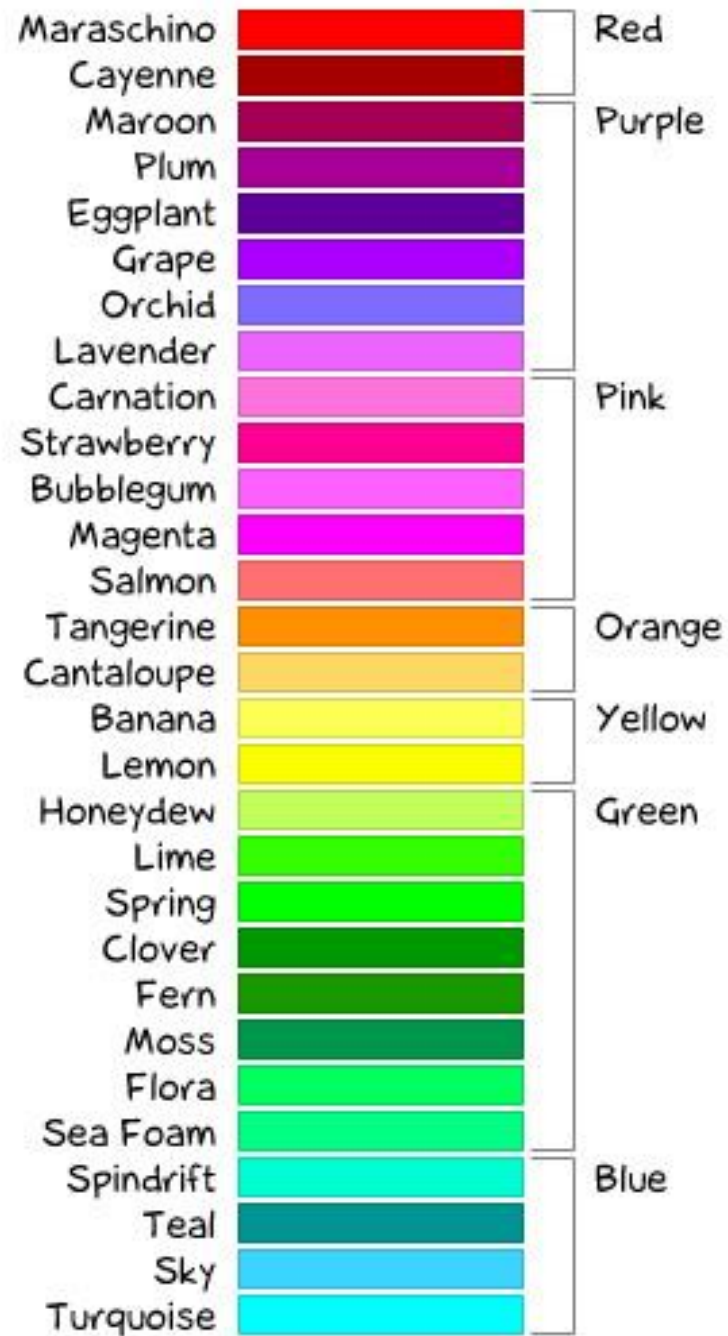 Maraschino Red
Cayenne
Maroon Purple
Plum
Eggplant
Grape
Orchid
Lavender
Carnation Pink
Strawberry
Bubblegum
Magenta
Salmon
Tangerine Orange
Cantaloupe
Banana Yellow
Lemon
Honeydew Green
Lime
Spring
Clover
Fern
Moss
Flora
Sea Foam
Spindrift Blue
Teal
Sky
Turquoise